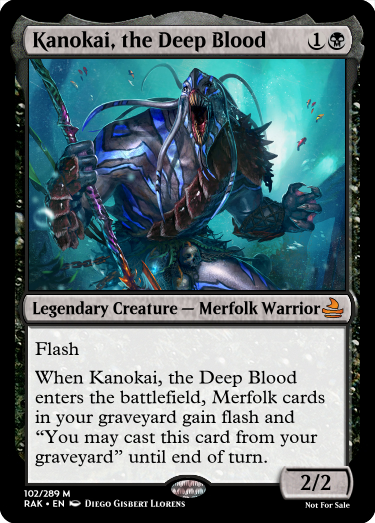 Kanokai, the Deep Blood 1
Legendary Creature — Merfolk Warrior
Flash
When Kanokai, the Deep Blood
enters the battlefield, Merfolk cards
in your graveyard gain flash and
“You may cast this card from your
graveyard” until end of turn.
2/2
102/289 M
RAK • EN Diego Gisbert Llorens
Not For Sale